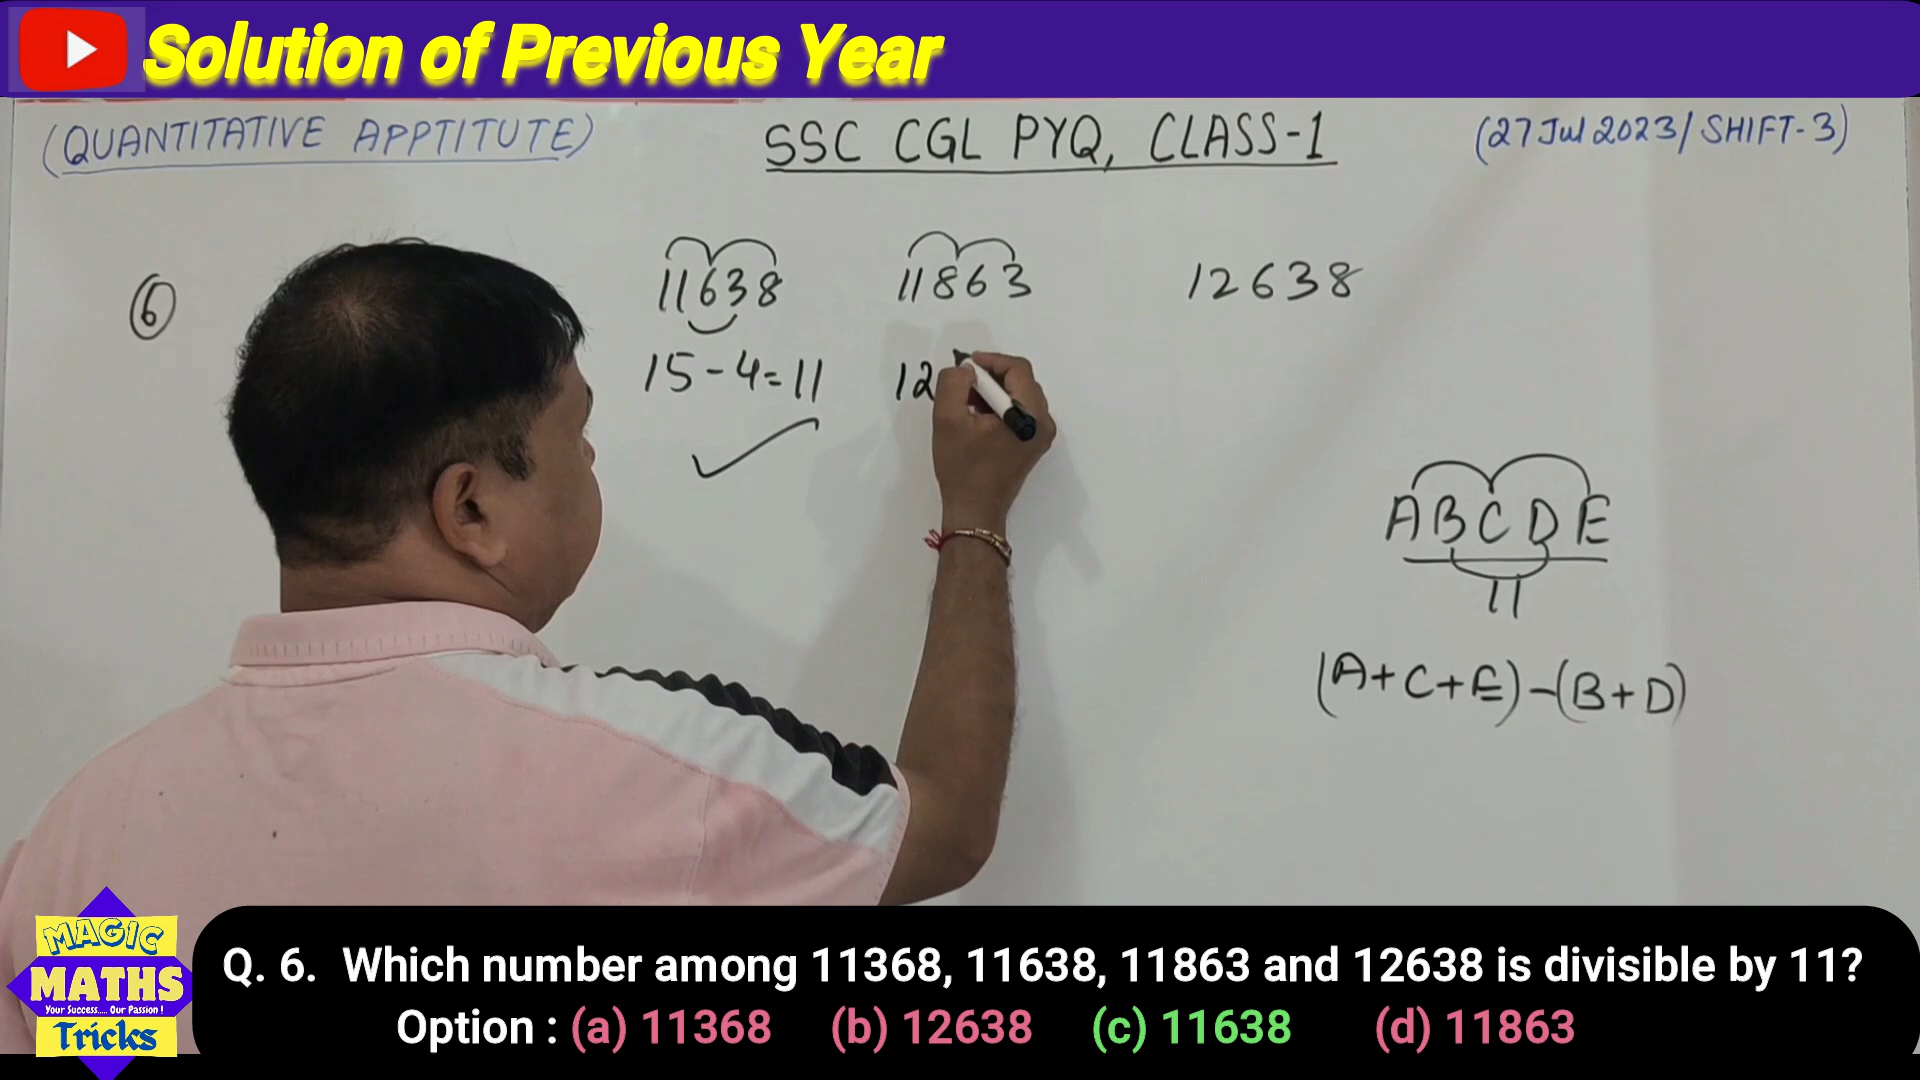 Solution of Previous Year
(QUANTITATIVE APPTITUTE)
SSC CGL PYQ, CLASS-1
(27 Jul 2023/ SHIFT-3)
6
11638
11863
12638
15-4=11
12
ABCDE
11
(A+C+E)-(B+D)
MAGIC
MATHS
Your Success..... Our Passion !
Tricks
Q. 6. Which number among 11368, 11638, 11863 and 12638 is divisible by 11?
Option : (a) 11368 (b) 12638 (c) 11638 (d) 11863